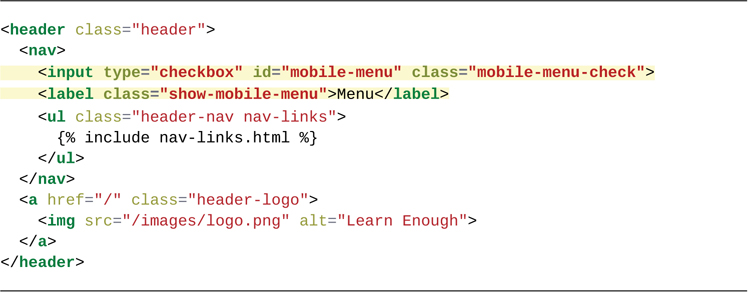 <header class="header">
  <nav>
    <input type="checkbox" id="mobile-menu" class="mobile-menu-check">
    <label class="show-mobile-menu">Menu</label>
    <ul class="header-nav nav-links">
      {% include nav-links.html %}
    </ul>
  </nav>
  <a href="/" class="header-logo">
    <img src="/images/logo.png" alt="Learn Enough">
  </a>
</header>